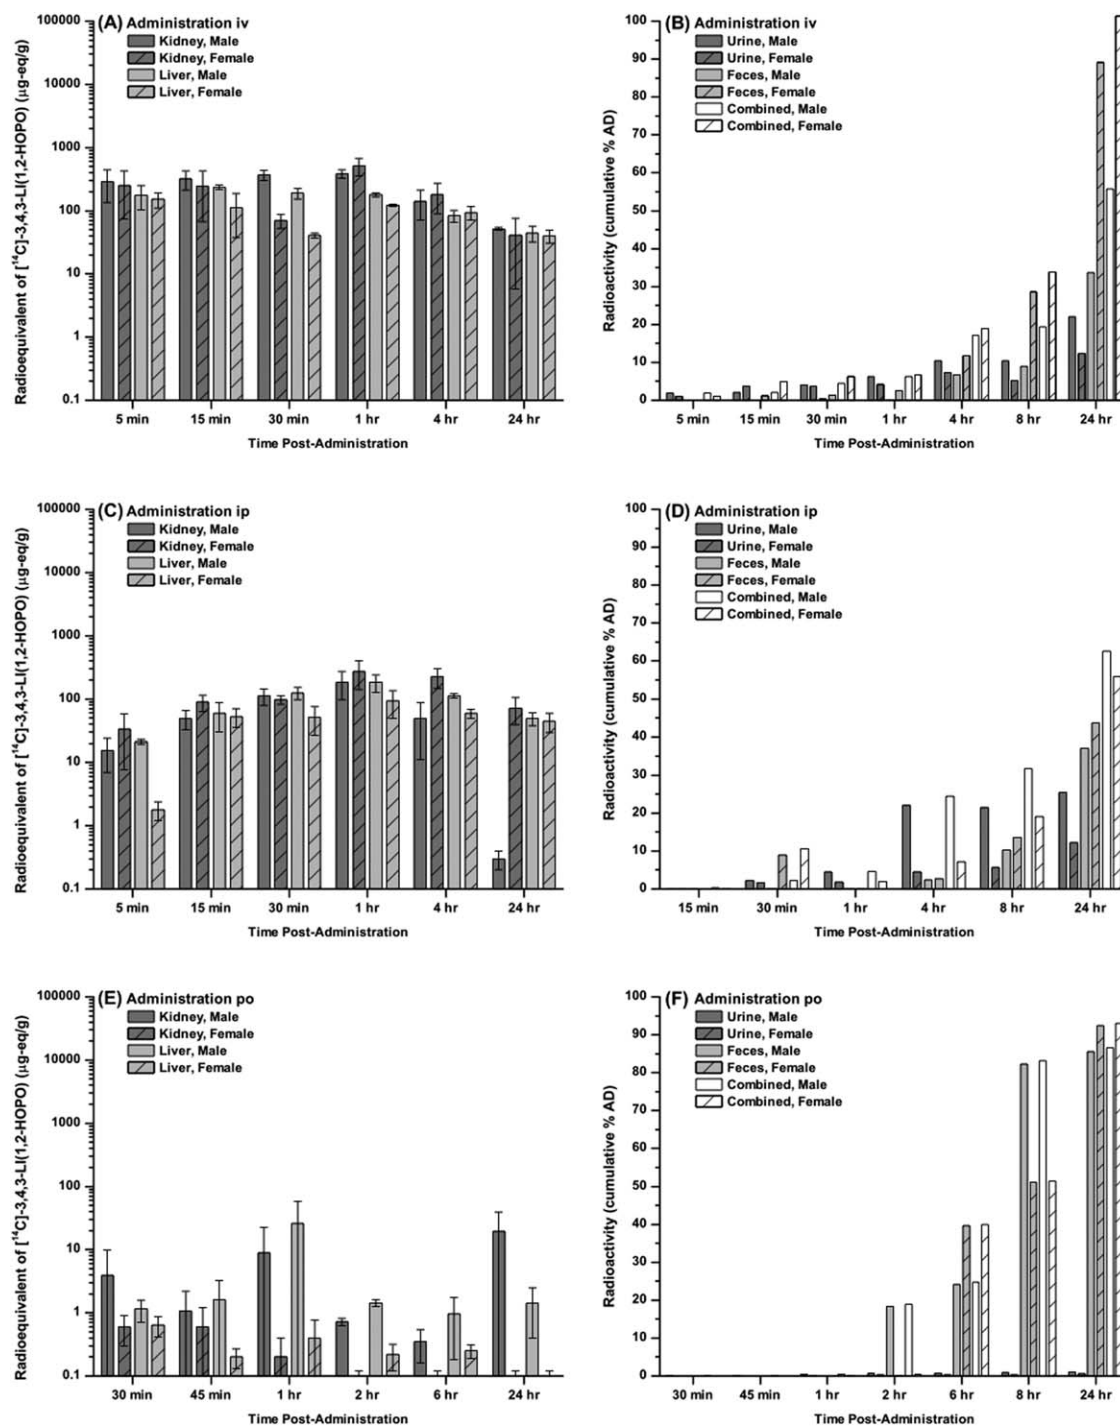 (A) Administration iv
Kidney, Male
Kidney, Female
Liver, Male
Liver, Female
Radioequivalent of [¹⁴C]-3,4,3-LI(1,2-HOPO) (µg-eq/g)
100000
10000
1000
100
10
1
0.1
5 min 15 min 30 min 1 hr 4 hr 24 hr
Time Post-Administration
(B) Administration iv
Urine, Male
Urine, Female
Feces, Male
Feces, Female
Combined, Male
Combined, Female
Radioactivity (cumulative % AD)
100
90
80
70
60
50
40
30
20
10
0
5 min 15 min 30 min 1 hr 4 hr 8 hr 24 hr
Time Post-Administration
(C) Administration ip
Kidney, Male
Kidney, Female
Liver, Male
Liver, Female
Radioequivalent of [¹⁴C]-3,4,3-LI(1,2-HOPO) (µg-eq/g)
100000
10000
1000
100
10
1
0.1
5 min 15 min 30 min 1 hr 4 hr 24 hr
Time Post-Administration
(D) Administration ip
Urine, Male
Urine, Female
Feces, Male
Feces, Female
Combined, Male
Combined, Female
Radioactivity (cumulative % AD)
100
90
80
70
60
50
40
30
20
10
0
15 min 30 min 1 hr 4 hr 8 hr 24 hr
Time Post-Administration
(E) Administration po
Kidney, Male
Kidney, Female
Liver, Male
Liver, Female
Radioequivalent of [¹⁴C]-3,4,3-LI(1,2-HOPO) (µg-eq/g)
100000
10000
1000
100
10
1
0.1
30 min 45 min 1 hr 2 hr 6 hr 24 hr
Time Post-Administration
(F) Administration po
Urine, Male
Urine, Female
Feces, Male
Feces, Female
Combined, Male
Combined, Female
Radioactivity (cumulative % AD)
100
90
80
70
60
50
40
30
20
10
0
30 min 45 min 1 hr 2 hr 6 hr 8 hr 24 hr
Time Post-Administration